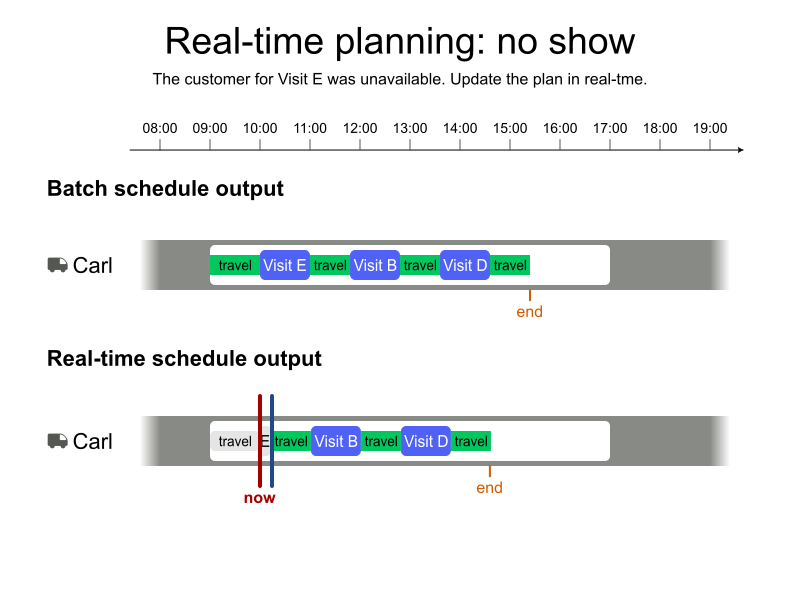 Real-time planning: no show
The customer for Visit E was unavailable. Update the plan in real-tme.
08:00 09:00 10:00 11:00 12:00 13:00 14:00 15:00 16:00 17:00 18:00 19:00
Batch schedule output
Carl travel Visit E travel Visit B travel Visit D travel
end
Real-time schedule output
Carl travel E travel Visit B travel Visit D travel
end
now